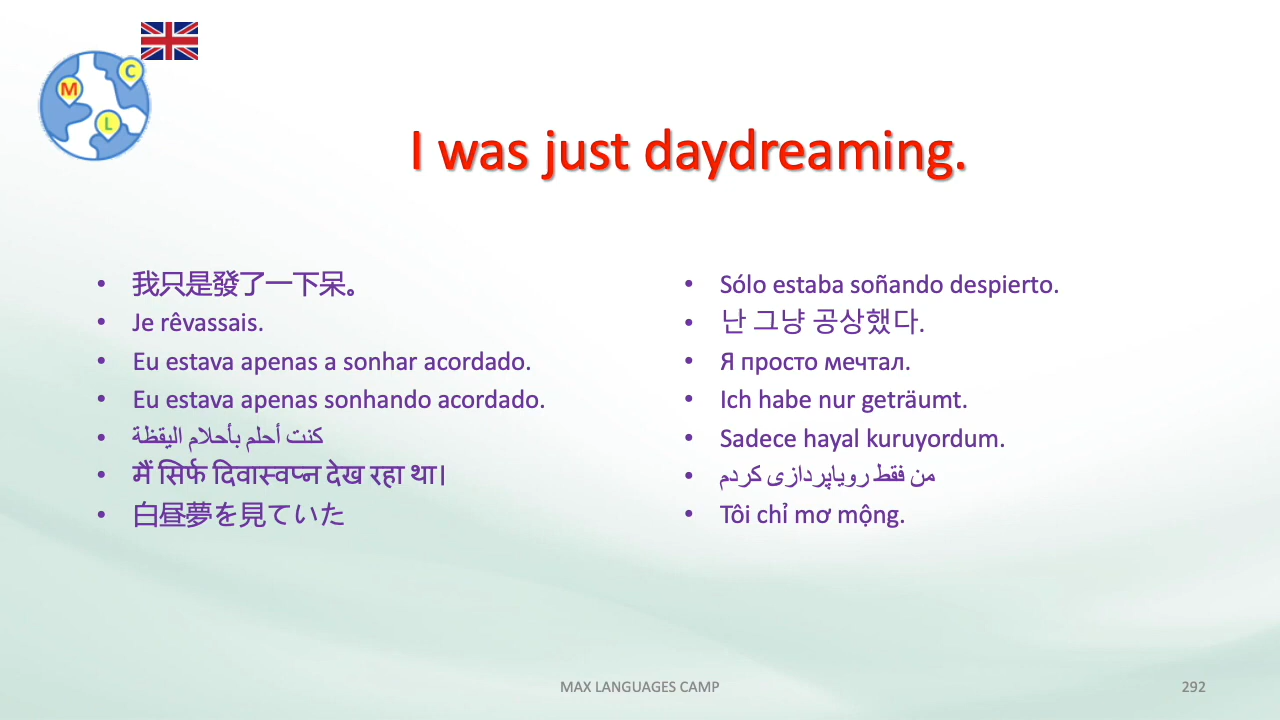 C
M
L
I was just daydreaming.
• 我只是發了一下呆。
• Je rêvassais.
• Eu estava apenas a sonhar acordado.
• Eu estava apenas sonhando acordado.
• كنت أحلم بأحلام اليقظة
• मैं सिर्फ दिवास्वप्न देख रहा था।
• 白昼夢を見ていた
• Sólo estaba soñando despierto.
• 난 그냥 공상했다.
• Я просто мечтал.
• Ich habe nur geträumt.
• Sadece hayal kuruyordum.
• من فقط رویاپردازی کردم
• Tôi chỉ mơ mộng.
MAX LANGUAGES CAMP
292